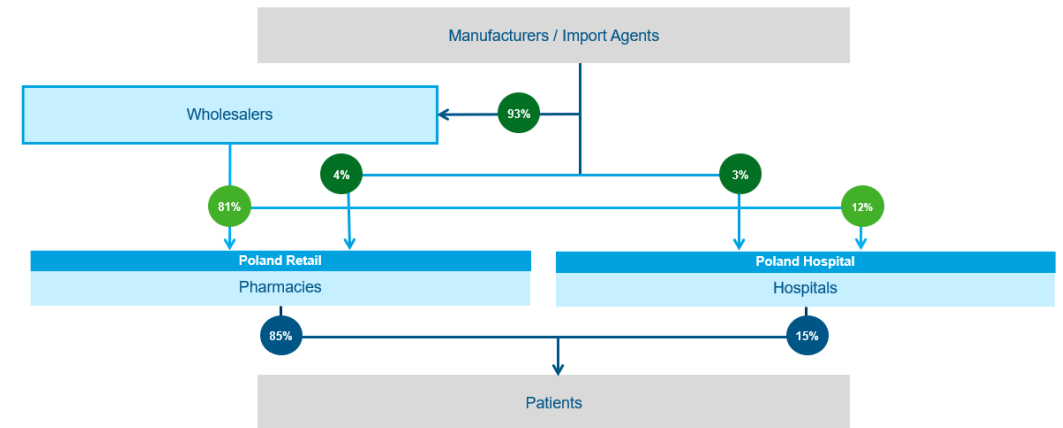 Manufacturers / Import Agents
Wholesalers
93%
4%
3%
81%
12%
Poland Retail
Pharmacies
Poland Hospital
Hospitals
85%
15%
Patients